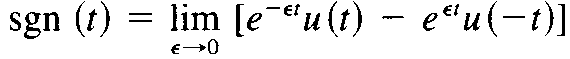 sgn (t) = lim_{ϵ→0} [e^{−ϵt}u(t) − e^{ϵt}u(−t)]